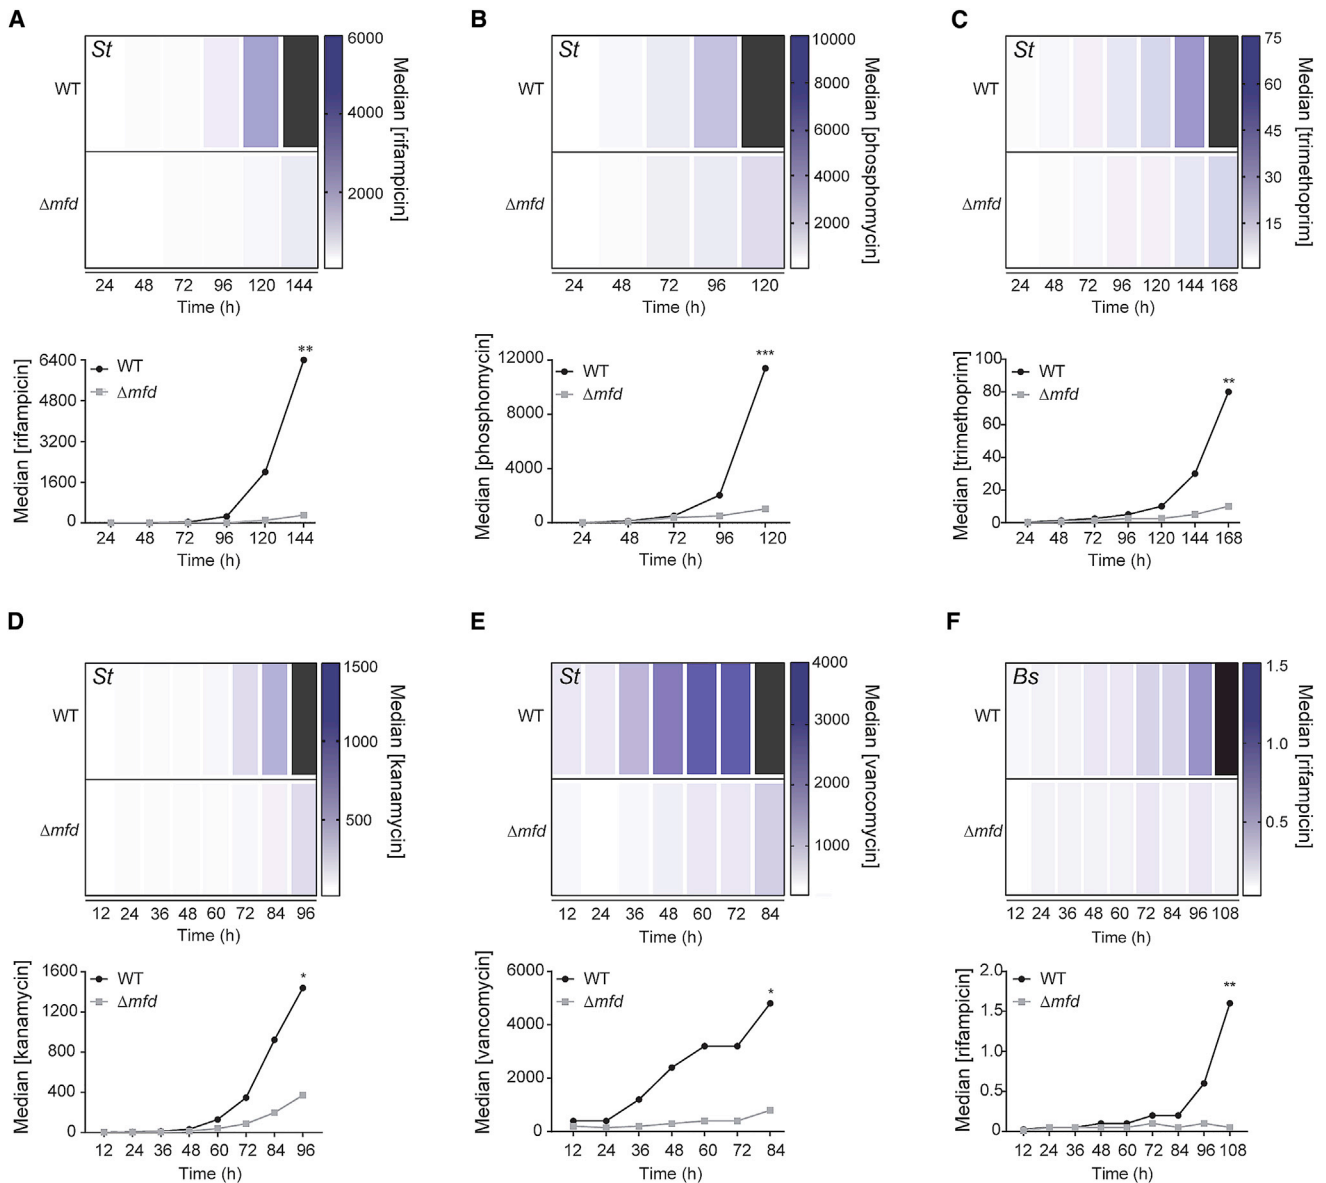 A
St
WT
Δmfd
6000
4000
2000
Median [rifampicin]
24 48 72 96 120 144
Time (h)
Median [rifampicin]
6400
4800
3200
1600
0
WT
Δmfd
**
24 48 72 96 120 144
Time (h)
B
St
10000
8000
6000
4000
2000
Median [phosphomycin]
24 48 72 96 120
Time (h)
Median [phosphomycin]
12000
8000
4000
0
WT
Δmfd
***
24 48 72 96 120
Time (h)
C
St
WT
Δmfd
75
60
45
30
15
Median [trimethoprim]
24 48 72 96 120 144 168
Time (h)
Median [trimethoprim]
100
80
60
40
20
0
WT
Δmfd
**
24 48 72 96 120 144 168
Time (h)
D
St
WT
Δmfd
1500
1000
500
Median [kanamycin]
12 24 36 48 60 72 84 96
Time (h)
Median [kanamycin]
1600
1200
800
400
0
WT
Δmfd
*
12 24 36 48 60 72 84 96
Time (h)
E
St
WT
Δmfd
4000
3000
2000
1000
Median [vancomycin]
12 24 36 48 60 72 84
Time (h)
Median [vancomycin]
6000
4000
2000
0
WT
Δmfd
*
12 24 36 48 60 72 84
Time (h)
F
Bs
WT
Δmfd
1.5
1.0
0.5
Median [rifampicin]
12 24 36 48 60 72 84 96 108
Time (h)
Median [rifampicin]
2.0
1.5
1.0
0.5
0
WT
Δmfd
**
12 24 36 48 60 72 84 96 108
Time (h)